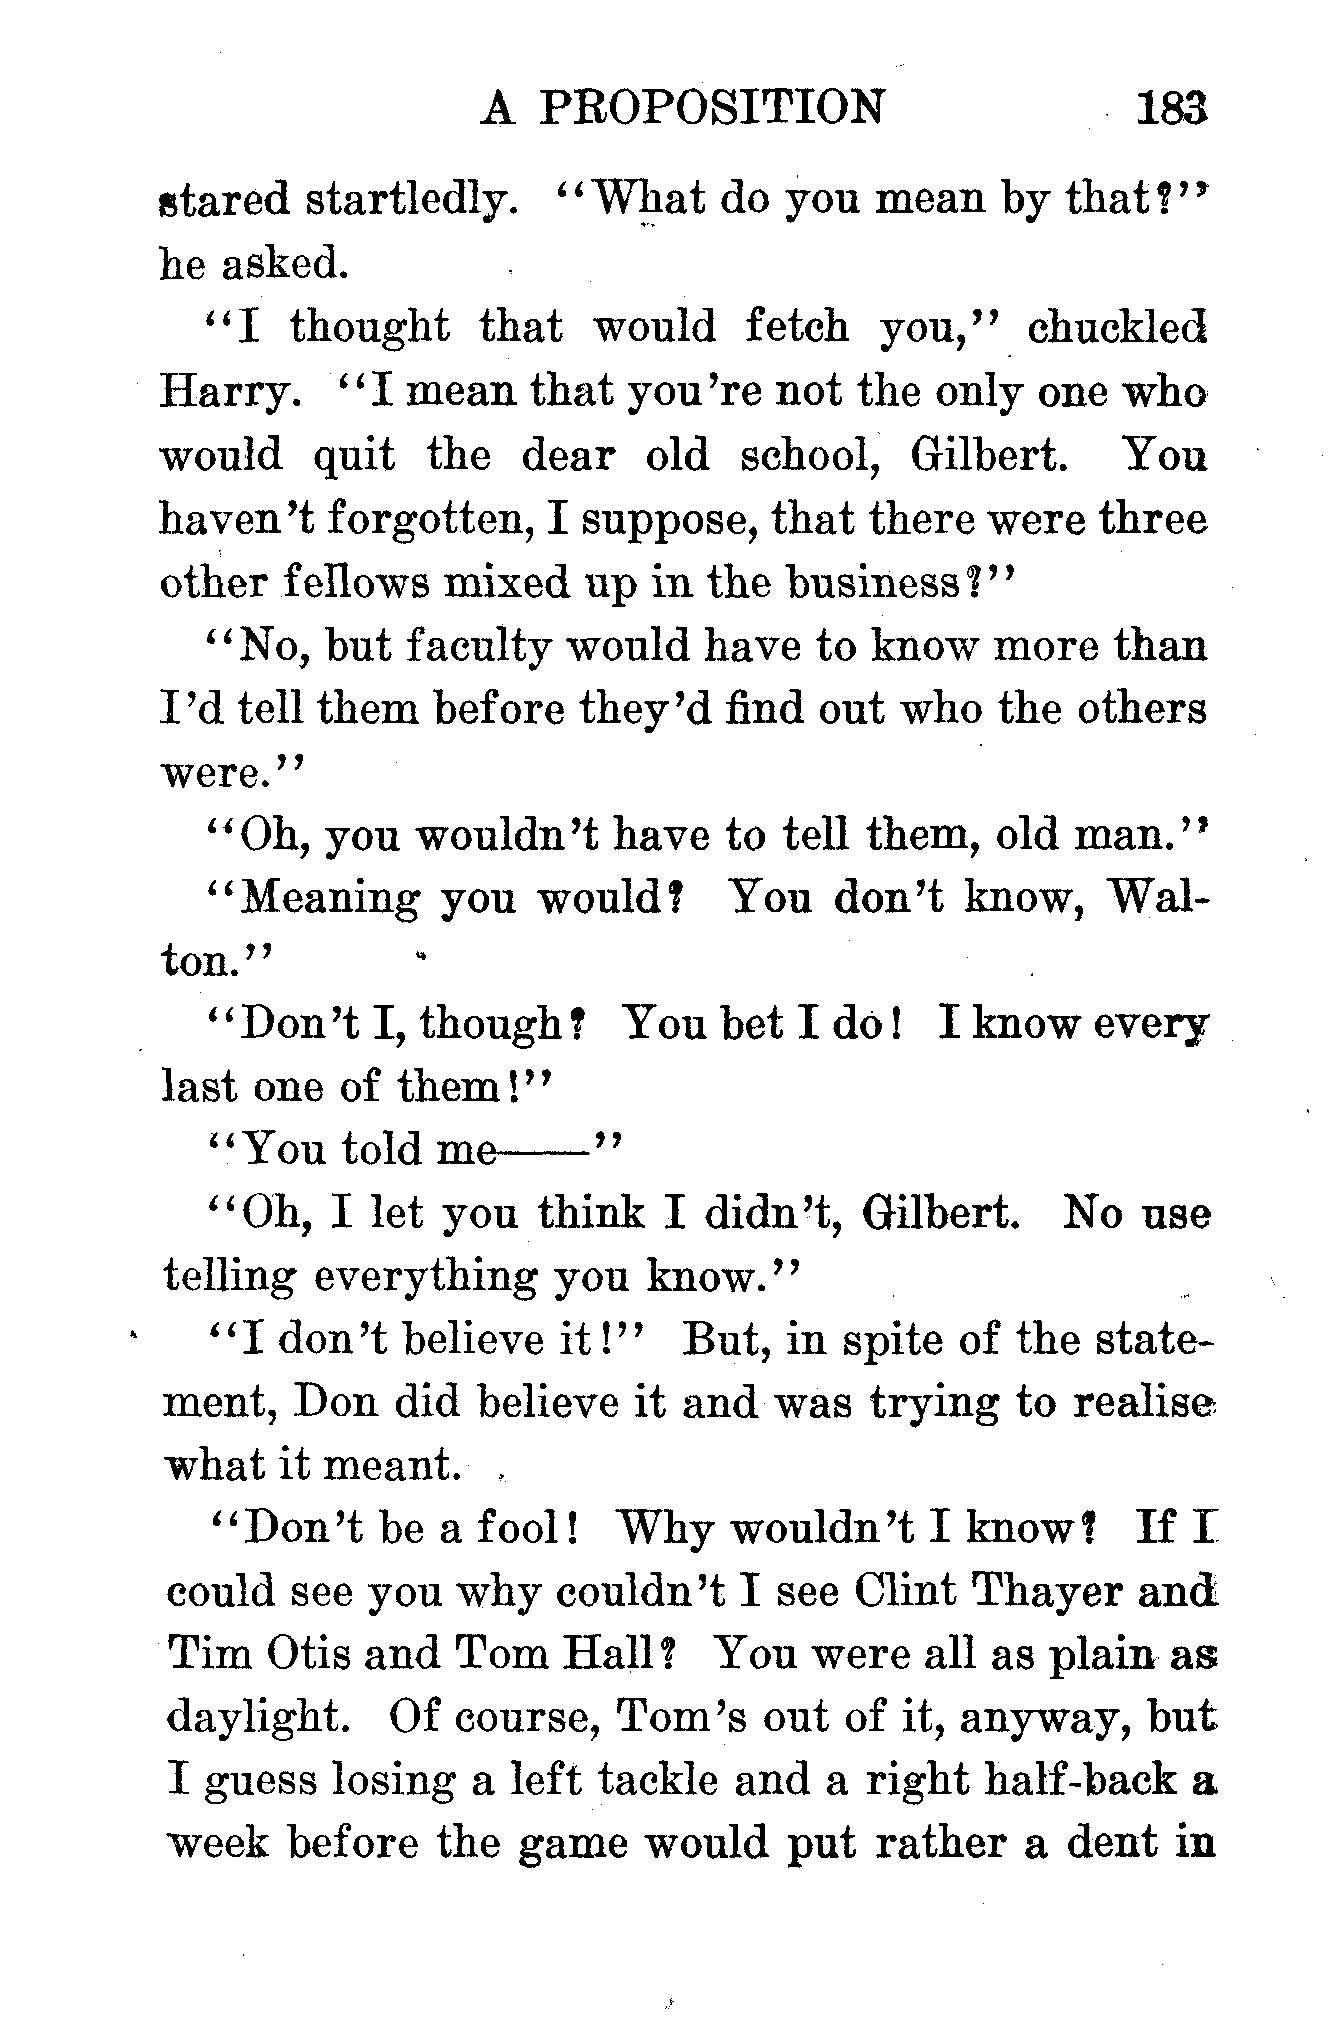 A PROPOSITION 183
stared startledly. "What do you mean by that?"
he asked.
"I thought that would fetch you," chuckled
Harry. "I mean that you're not the only one who
would quit the dear old school, Gilbert. You
haven't forgotten, I suppose, that there were three
other fellows mixed up in the business?"
"No, but faculty would have to know more than
I'd tell them before they'd find out who the others
were."
"Oh, you wouldn't have to tell them, old man."
"Meaning you would? You don't know, Wal-
ton."
"Don't I, though? You bet I do! I know every
last one of them!"
"You told me——"
"Oh, I let you think I didn't, Gilbert. No use
telling everything you know."
"I don't believe it!" But, in spite of the state-
ment, Don did believe it and was trying to realise
what it meant.
"Don't be a fool! Why wouldn't I know? If I
could see you why couldn't I see Clint Thayer and
Tim Otis and Tom Hall? You were all as plain as
daylight. Of course, Tom's out of it, anyway, but
I guess losing a left tackle and a right half-back a
week before the game would put rather a dent in